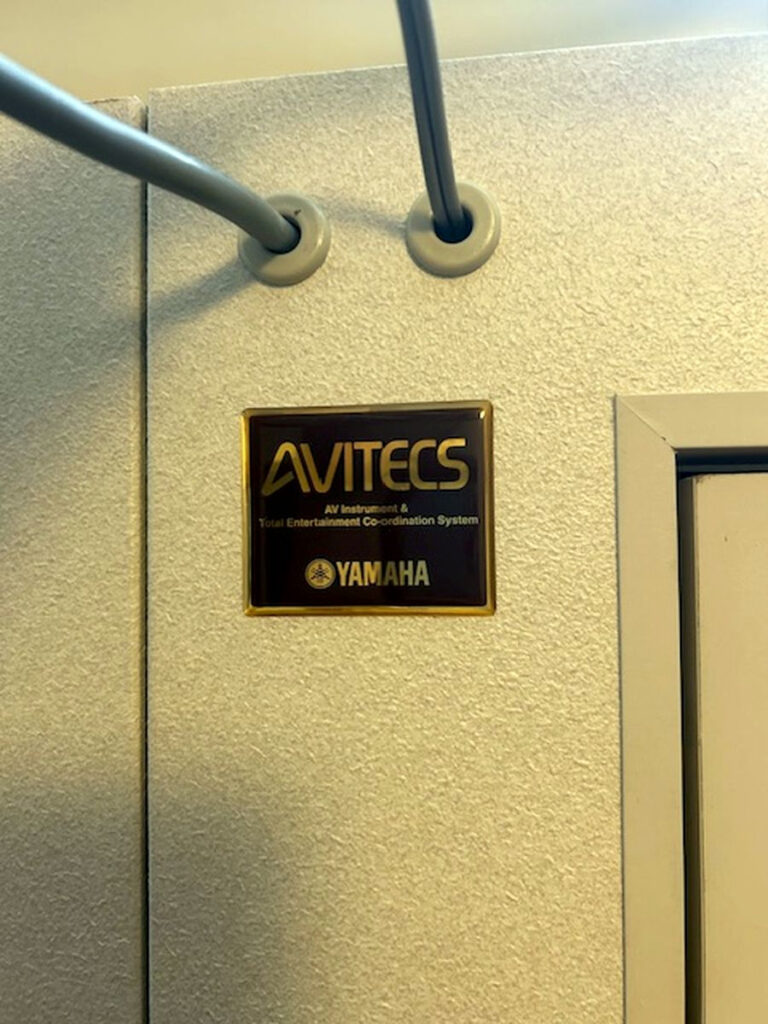 AVITECS
AV Instrument &
Total Entertainment Co-ordination System
YAMAHA